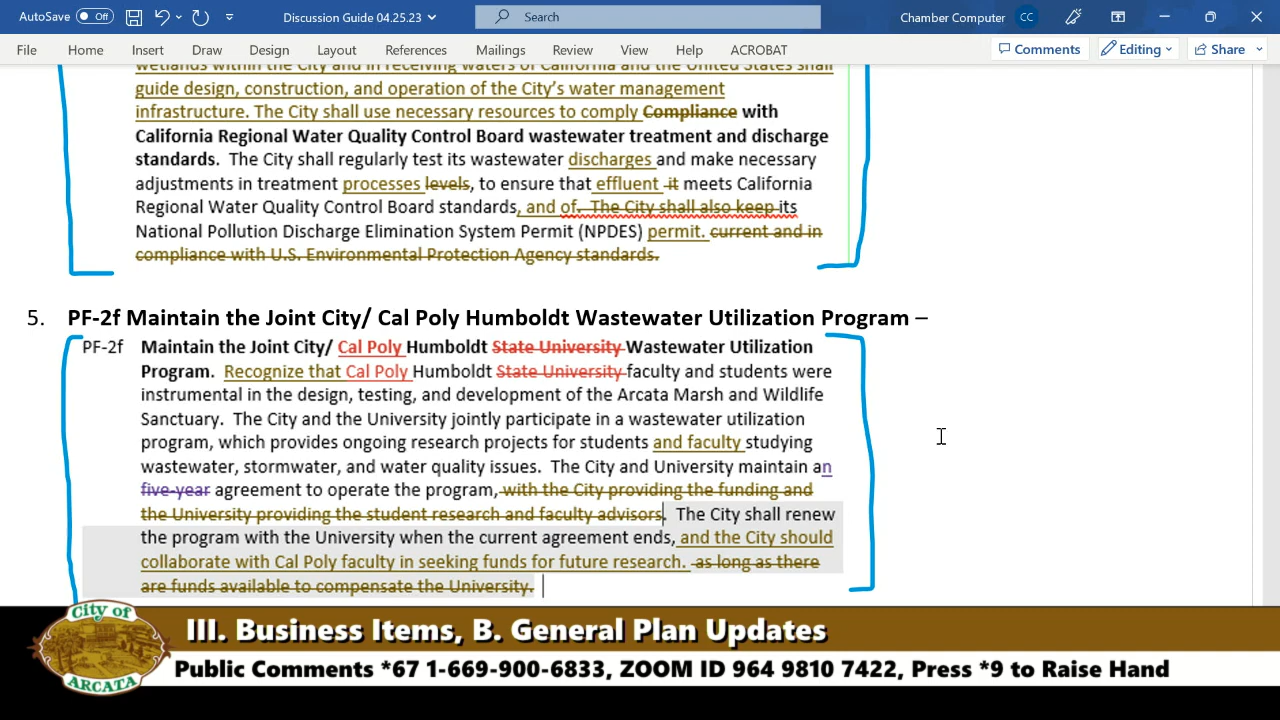 AutoSave Off Discussion Guide 04.25.23 Search Chamber Computer CC
File Home Insert Draw Design Layout References Mailings Review View Help ACROBAT Comments Editing Share
wetlands within the City and in receiving waters of California and the United States shall
guide design, construction, and operation of the City's water management
infrastructure. The City shall use necessary resources to comply Compliance with
California Regional Water Quality Control Board wastewater treatment and discharge
standards. The City shall regularly test its wastewater discharges and make necessary
adjustments in treatment processes levels, to ensure that effluent it meets California
Regional Water Quality Control Board standards, and of. The City shall also keep its
National Pollution Discharge Elimination System Permit (NPDES) permit. current and in
compliance with U.S. Environmental Protection Agency standards.
5. PF-2f Maintain the Joint City/ Cal Poly Humboldt Wastewater Utilization Program –
PF-2f Maintain the Joint City/ Cal Poly Humboldt State University Wastewater Utilization
Program. Recognize that Cal Poly Humboldt State University faculty and students were
instrumental in the design, testing, and development of the Arcata Marsh and Wildlife
Sanctuary. The City and the University jointly participate in a wastewater utilization
program, which provides ongoing research projects for students and faculty studying
wastewater, stormwater, and water quality issues. The City and University maintain an
five-year agreement to operate the program, with the City providing the funding and
the University providing the student research and faculty advisors. The City shall renew
the program with the University when the current agreement ends, and the City should
collaborate with Cal Poly faculty in seeking funds for future research. as long as there
are funds available to compensate the University.
City of
ARCATA
III. Business Items, B. General Plan Updates
Public Comments *67 1-669-900-6833, ZOOM ID 964 9810 7422, Press *9 to Raise Hand